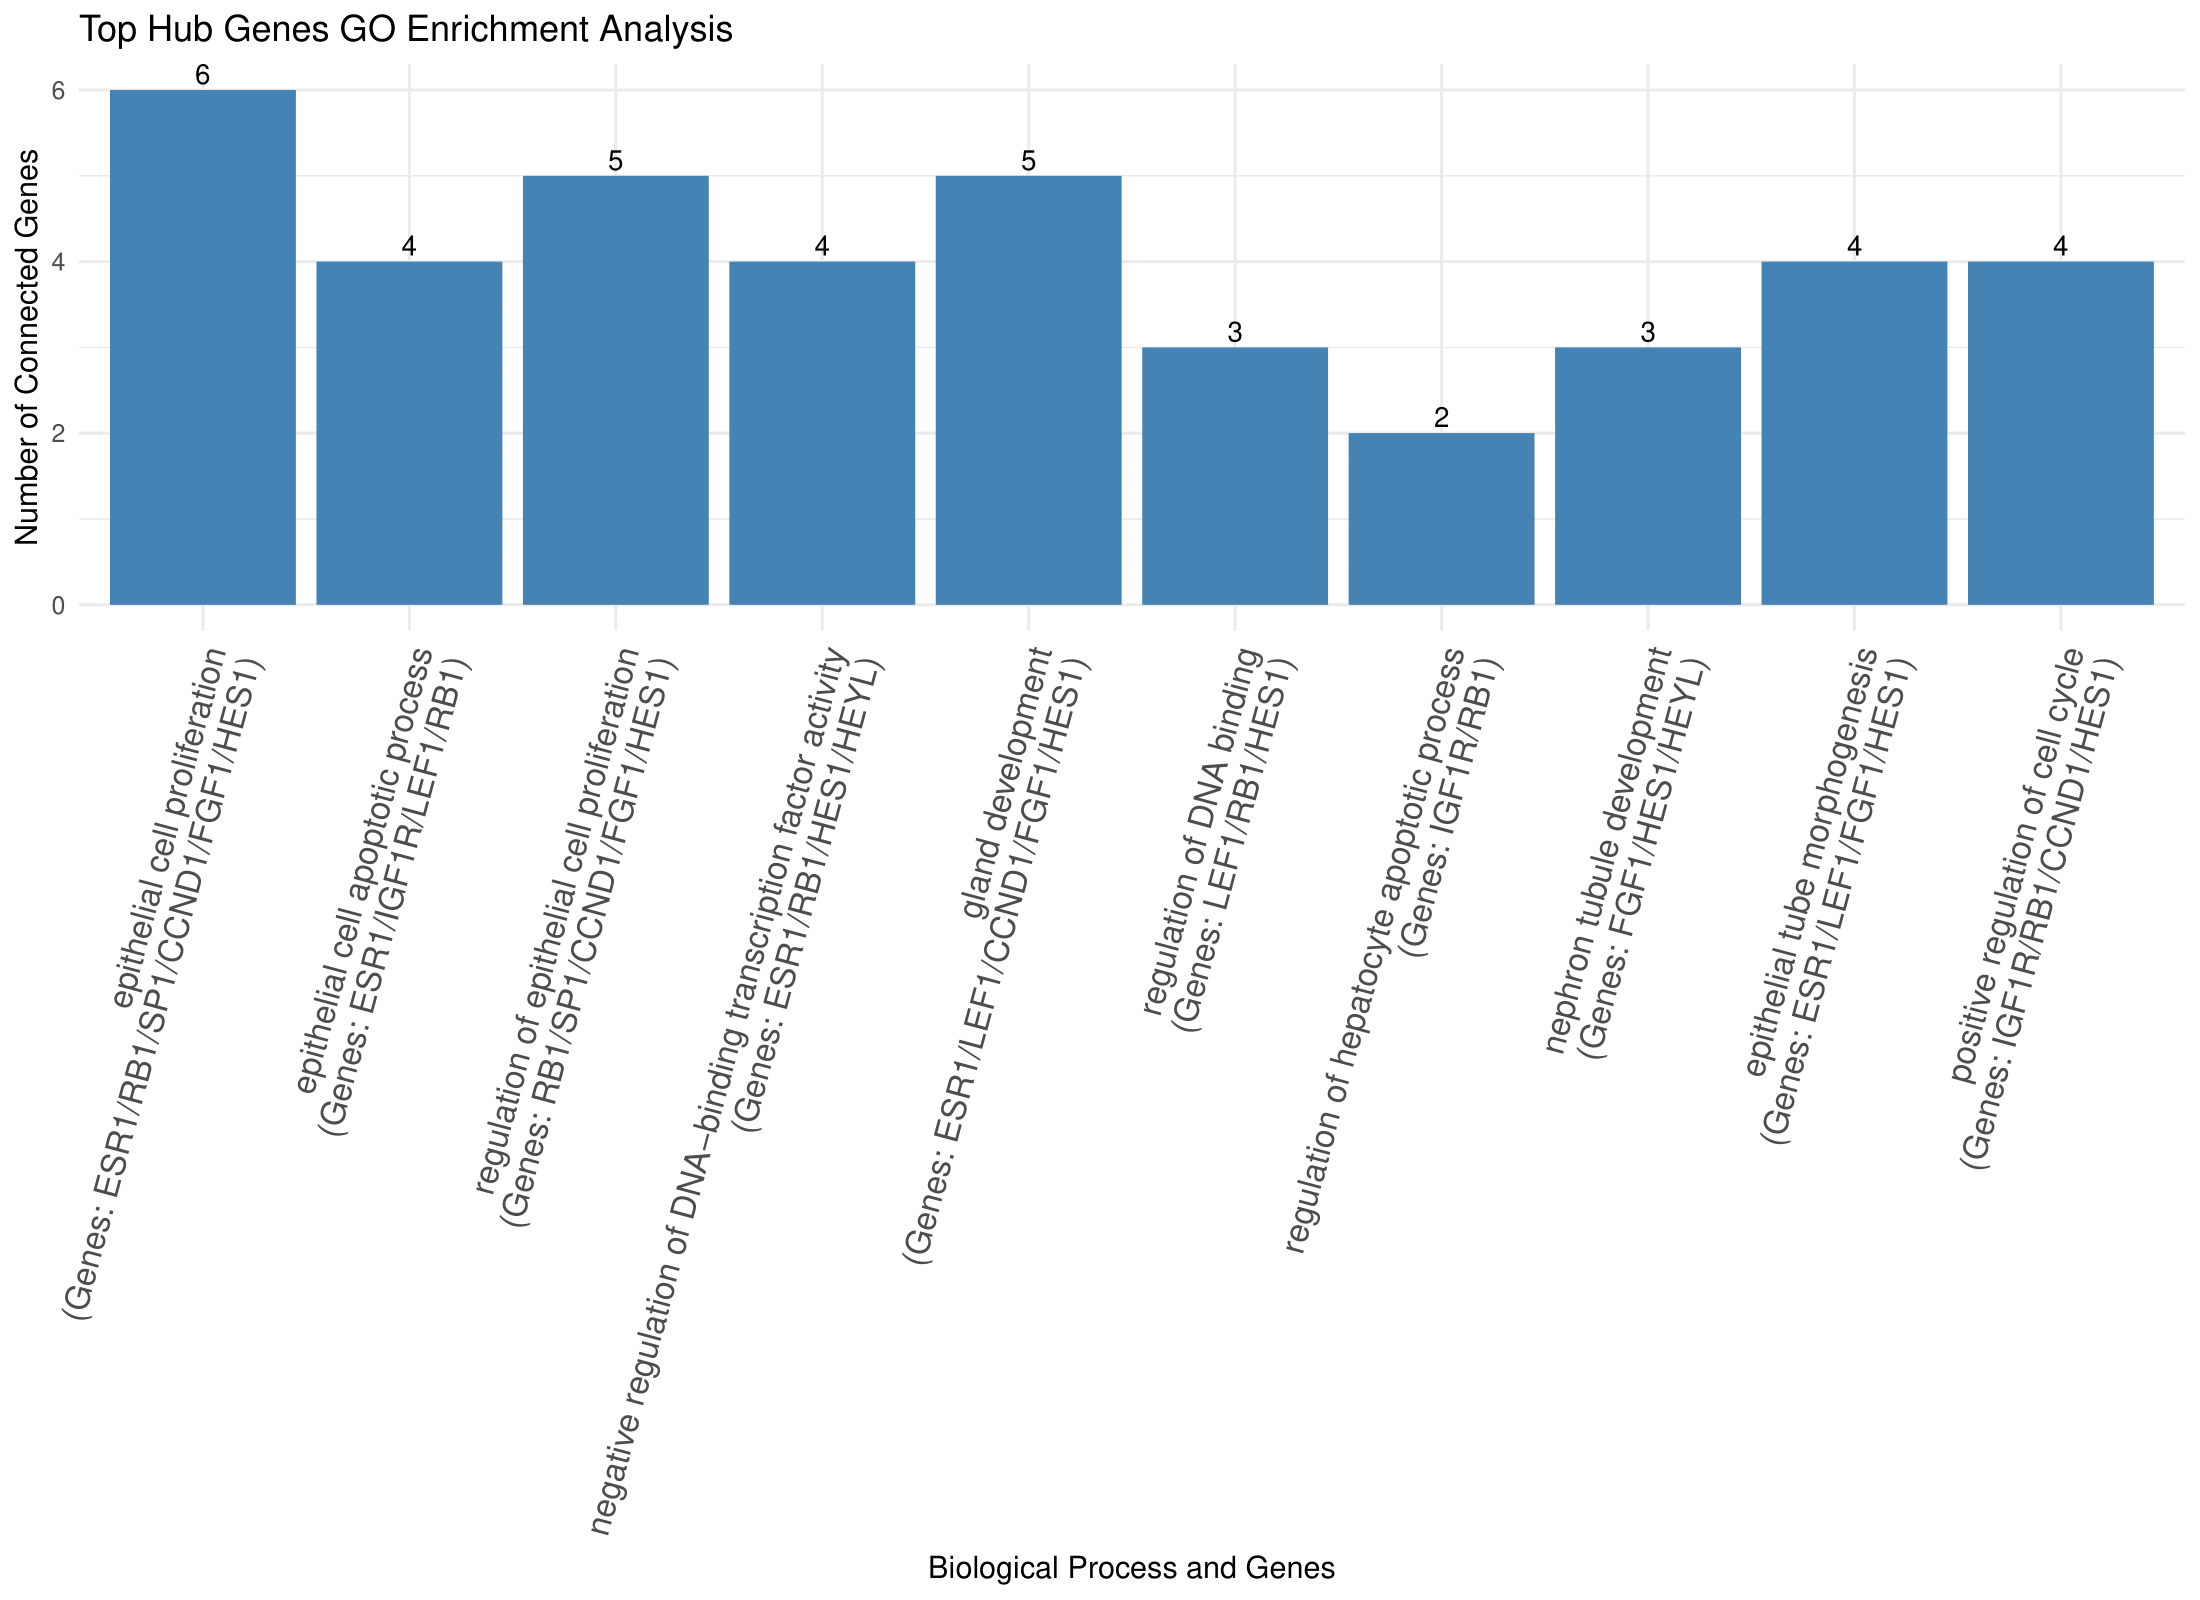 Top Hub Genes GO Enrichment Analysis
Number of Connected Genes
6
4
2
0
6
4
5
4
5
3
2
3
4
4
epithelial cell proliferation
(Genes: ESR1/RB1/SP1/CCND1/FGF1/HES1)
epithelial cell apoptotic process
(Genes: ESR1/IGF1R/LEF1/RB1)
regulation of epithelial cell proliferation
(Genes: RB1/SP1/CCND1/FGF1/HES1)
negative regulation of DNA−binding transcription factor activity
(Genes: ESR1/RB1/HES1/HEYL)
gland development
(Genes: ESR1/LEF1/CCND1/FGF1/HES1)
regulation of DNA binding
(Genes: LEF1/RB1/HES1)
regulation of hepatocyte apoptotic process
(Genes: IGF1R/RB1)
nephron tubule development
(Genes: FGF1/HES1/HEYL)
epithelial tube morphogenesis
(Genes: ESR1/LEF1/FGF1/HES1)
positive regulation of cell cycle
(Genes: IGF1R/RB1/CCND1/HES1)
Biological Process and Genes